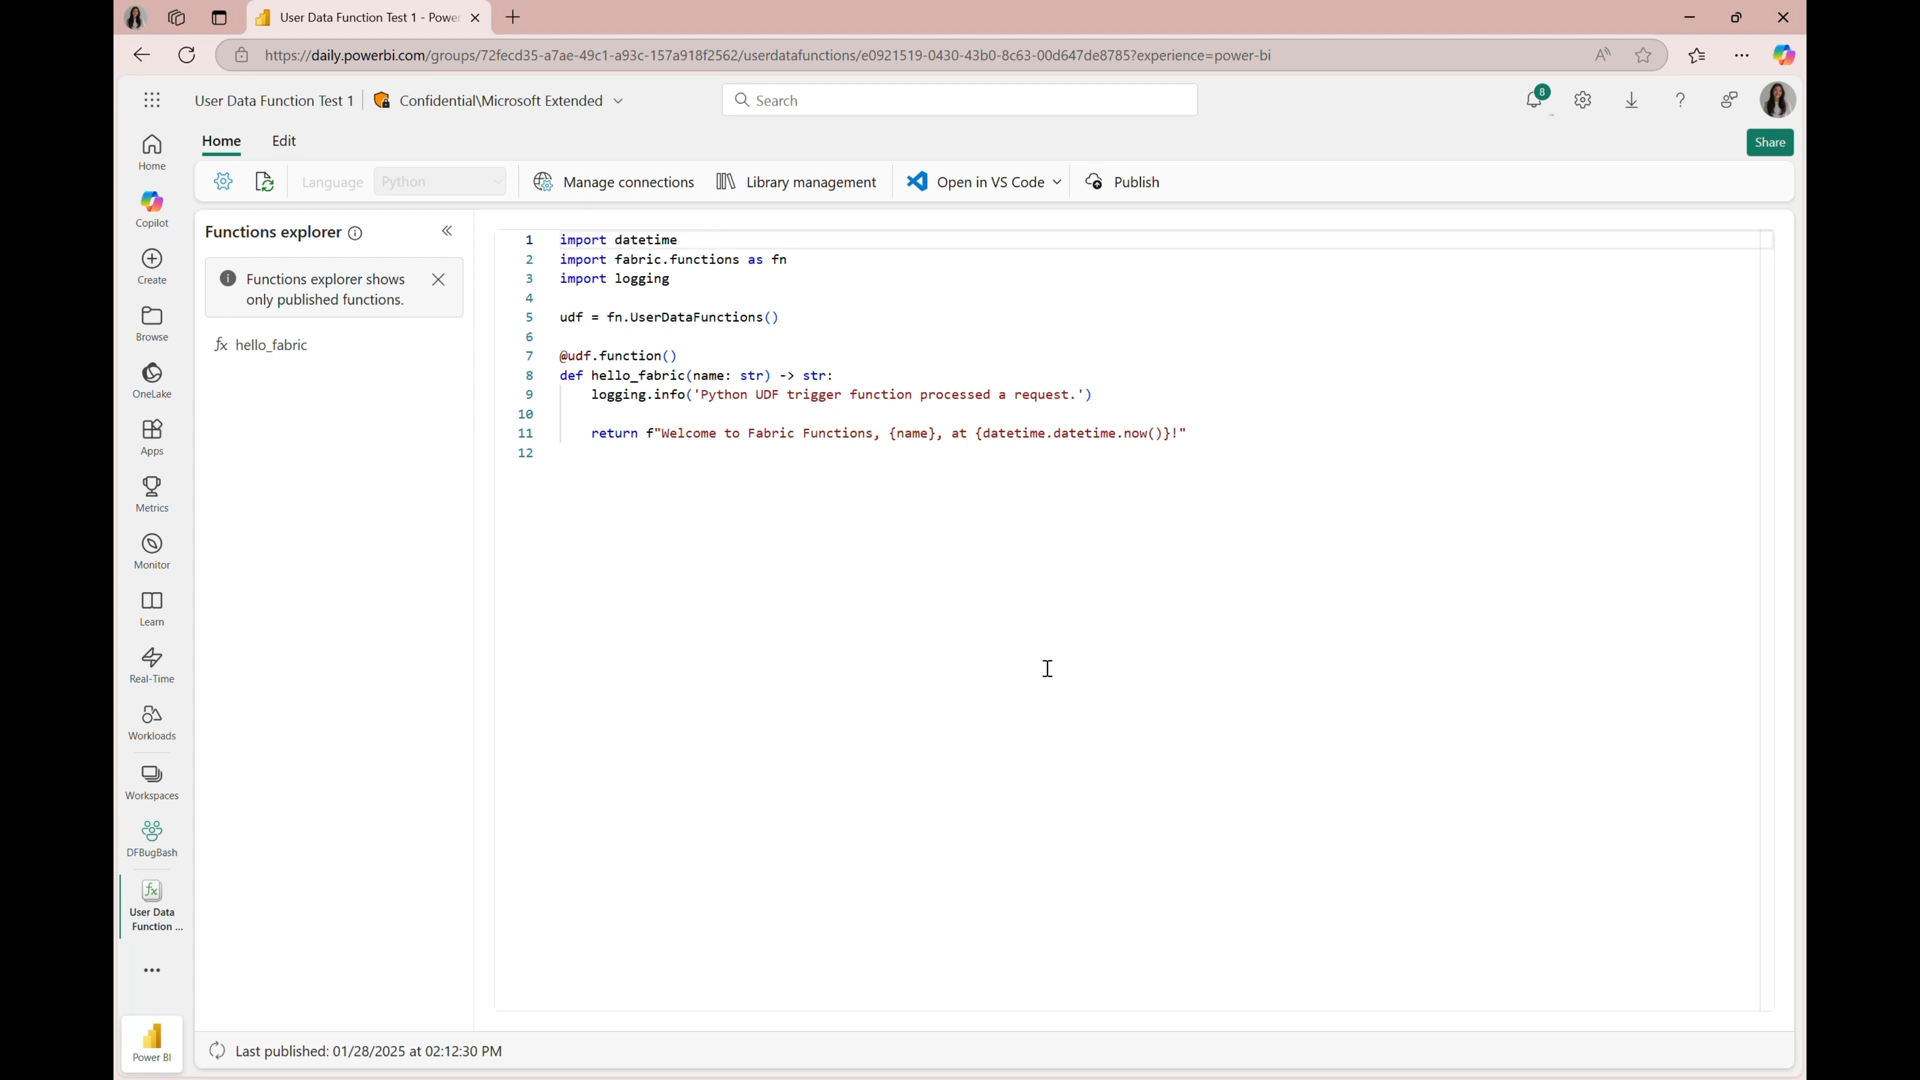 User Data Function Test 1 - Powe
https://daily.powerbi.com/groups/72fecd35-a7ae-49c1-a93c-157a918f2562/userdatafunctions/e0921519-0430-43b0-8c63-00d647de8785?experience=power-bi
User Data Function Test 1
Confidential\Microsoft Extended
Search
8
Home
Edit
Share
Language
Python
Manage connections
Library management
Open in VS Code
Publish
Home
Copilot
Create
Browse
OneLake
Apps
Metrics
Monitor
Learn
Real-Time
Workloads
Workspaces
DFBugBash
User Data
Function ...
Power BI
Functions explorer
Functions explorer shows
only published functions.
fx hello_fabric
1 import datetime
2 import fabric.functions as fn
3 import logging
4
5 udf = fn.UserDataFunctions()
6
7 @udf.function()
8 def hello_fabric(name: str) -> str:
9 logging.info('Python UDF trigger function processed a request.')
10
11 return f"Welcome to Fabric Functions, {name}, at {datetime.datetime.now()}!"
12
Last published: 01/28/2025 at 02:12:30 PM